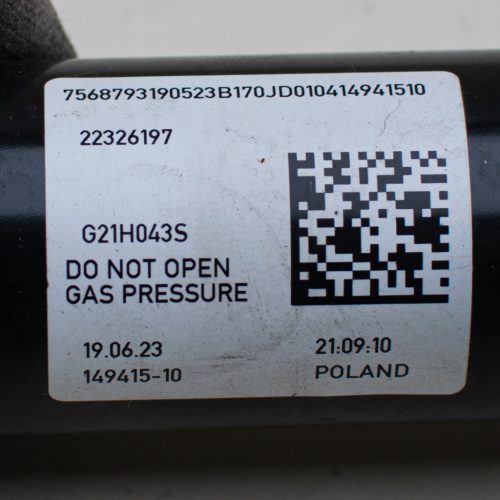 7568793190523B170JD010414941510
22326197
G21H043S
DO NOT OPEN
GAS PRESSURE
19.06.23
21:09:10
149415-10
POLAND